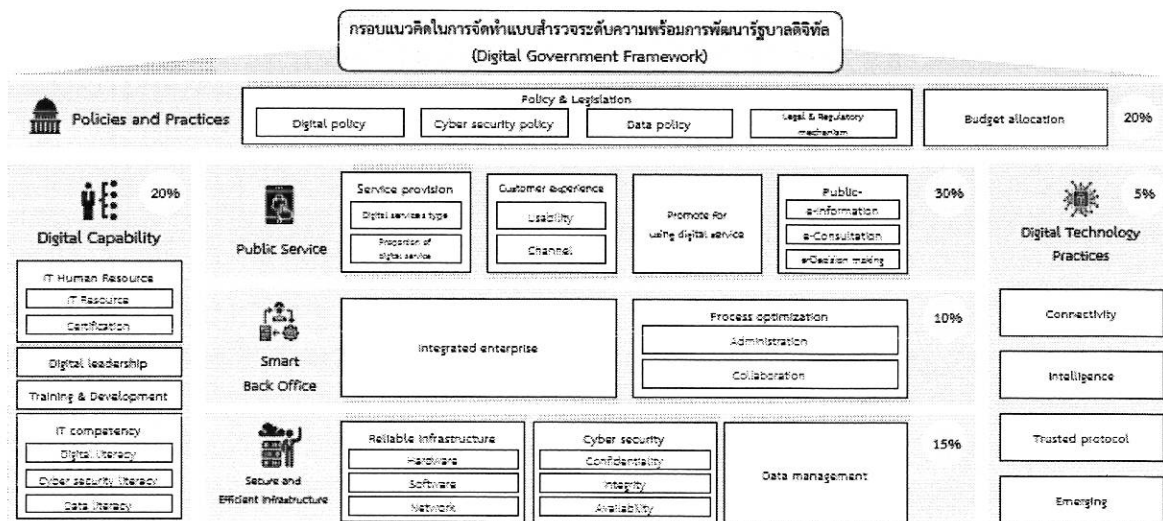 กรอบแนวคิดในการจัดทำแบบสำรวจระดับความพร้อมการพัฒนารัฐบาลดิจิทัล
(Digital Government Framework)
Policies and Practices
Policy & Legislation
Digital policy
Cyber security policy
Data policy
Legal & Regulatory
mechanism
Budget allocation
20%
20%
Digital Capability
IT Human Resource
IT Resource
Certification
Digital leadership
Training & Development
IT competency
Digital literacy
Cyber security literacy
Data literacy
Public Service
Service provision
Digital services type
Proportion of
digital service
Customer experience
Usability
Channel
Promote for
using digital service
Public-
e-Information
e-Consultation
e-Decision making
30%
Smart
Back Office
Integrated enterprise
Process optimization
Administration
Collaboration
10%
Secure and
Efficient Infrastructure
Reliable Infrastructure
Hardware
Software
Network
Cyber security
Confidentiality
Integrity
Availability
Data management
15%
5%
Digital Technology
Practices
Connectivity
Intelligence
Trusted protocol
Emerging